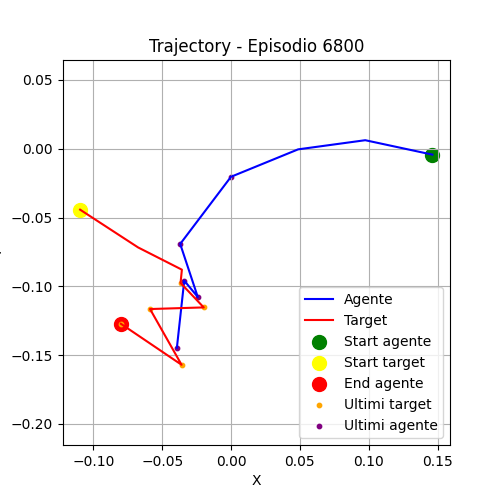 Trajectory - Episodio 6800
0.05
0.00
−0.05
−0.10
−0.15
−0.20
−0.10
−0.05
0.00
0.05
0.10
0.15
X
Agente
Target
Start agente
Start target
End agente
Ultimi target
Ultimi agente